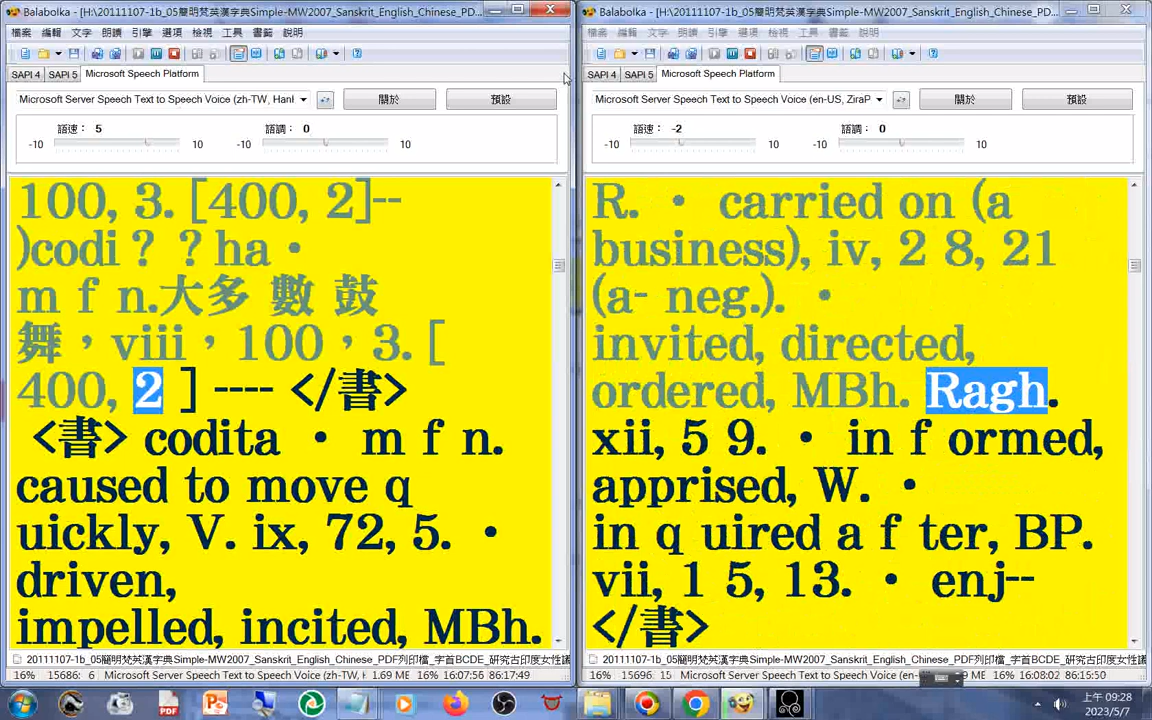 Balabolka - [H:\20111107-1b_05簡明梵英漢字典Simple-MW2007_Sanskrit_English_Chinese_PD...
檔案 編輯 文字 朗讀 引擎 選項 檢視 工具 書籤 說明
SAPI 4 SAPI 5 Microsoft Speech Platform
Microsoft Server Speech Text to Speech Voice (zh-TW, Hanl
關於 預設
語速： 5 語調： 0
-10 10 -10 10
100, 3. [400, 2]--
)codi？？ha •
m f n.大多 數 鼓
舞，viii，100，3. [
400, 2 ] ---- </書>
<書> codita • m f n.
caused to move q
uickly, V. ix, 72, 5. •
driven,
impelled, incited, MBh.
20111107-1b_05簡明梵英漢字典Simple-MW2007_Sanskrit_English_Chinese_PDF列印檔_字首BCDE_研究古印度女性議
16% 15686: 6 Microsoft Server Speech Text to Speech Voice (zh-TW, H 1.69 MB 16% 16:07:56 86:17:49
Balabolka - [H:\20111107-1b_05簡明梵英漢字典Simple-MW2007_Sanskrit_English_Chinese_PD...
檔案 編輯 文字 朗讀 引擎 選項 檢視 工具 書籤 說明
SAPI 4 SAPI 5 Microsoft Speech Platform
Microsoft Server Speech Text to Speech Voice (en-US, ZiraP
關於 預設
語速： -2 語調： 0
-10 10 -10 10
R. • carried on (a
business), iv, 2 8, 21
(a- neg.). •
invited, directed,
ordered, MBh. Ragh.
xii, 5 9. • in f ormed,
apprised, W. •
in q uired a f ter, BP.
vii, 1 5, 13. • enj--
</書>
20111107-1b_05簡明梵英漢字典Simple-MW2007_Sanskrit_English_Chinese_PDF列印檔_字首BCDE_研究古印度女性議
16% 15696: 15 Microsoft Server Speech Text to Speech Voice (en-US, 9 MB 16% 16:08:02 86:15:50
上午 09:28
2023/5/7